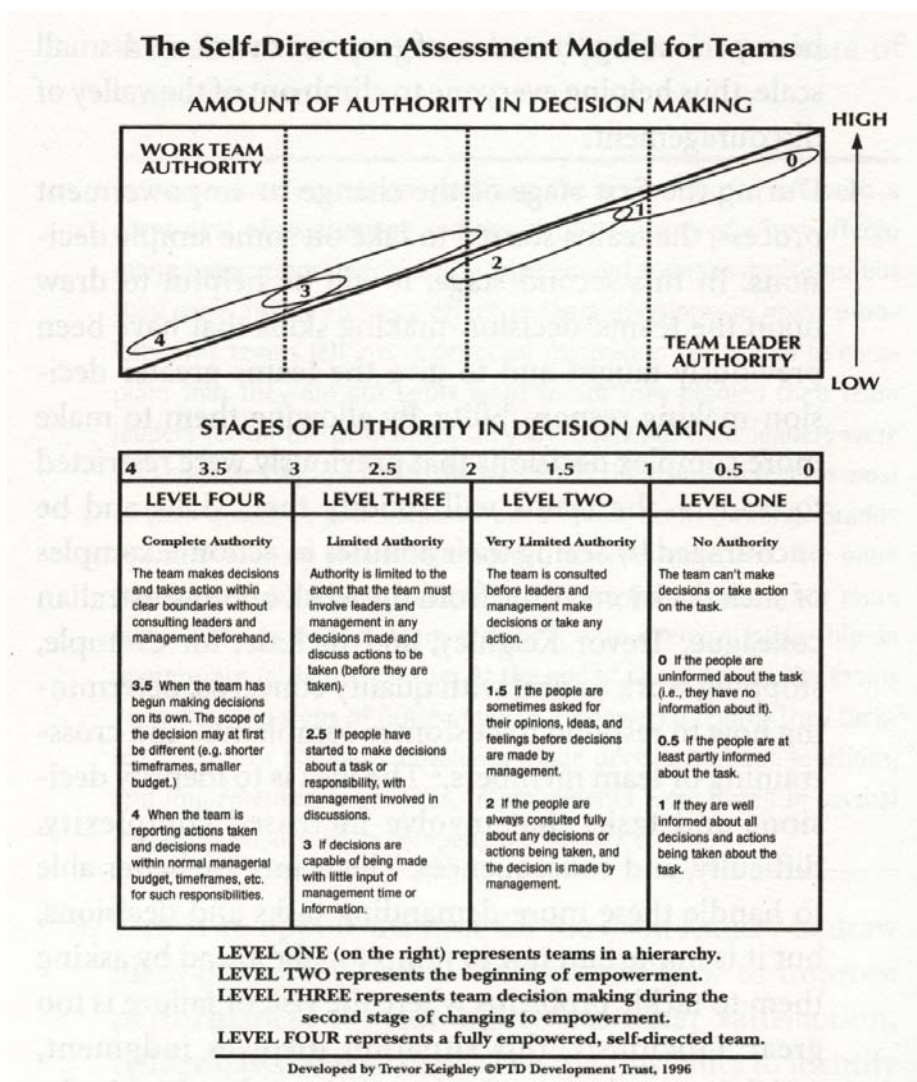 The Self-Direction Assessment Model for Teams
AMOUNT OF AUTHORITY IN DECISION MAKING
HIGH
WORK TEAM
AUTHORITY
0
1
2
3
4
TEAM LEADER
AUTHORITY
LOW
STAGES OF AUTHORITY IN DECISION MAKING
4 3.5 2.5 2 1.5 0.5 0
LEVEL FOUR
Complete Authority
The team makes decisions
and takes action within
clear boundaries without
consulting leaders and
management beforehand.
3.5 When the team has
begun making decisions
on its own. The scope of
the decision may at first
be different (e.g. shorter
timeframes, smaller
budget.)
4 When the team is
reporting actions taken
and decisions made
within normal managerial
budget, timeframes, etc.
for such responsibilities.
LEVEL THREE
Limited Authority
Authority is limited to the
extent that the team must
involve leaders and
management in any
decisions made and
discuss actions to be
taken (before they are
taken).
2.5 If people have
started to make decisions
about a task or
responsibility, with
management involved in
discussions.
3 If decisions are
capable of being made
with little input of
management time or
information.
LEVEL TWO
Very Limited Authority
The team is consulted
before leaders and
management make
decisions or take any
action.
1.5 If the people are
sometimes asked for
their opinions, ideas, and
feelings before decisions
are made by
management.
2 If the people are
always consulted fully
about any decisions or
actions being taken, and
the decision is made by
management.
LEVEL ONE
No Authority
The team can't make
decisions or take action
on the task.
0 If the people are
uninformed about the task
(i.e., they have no
information about it).
0.5 If the people are at
least partly informed
about the task.
1 If they are well
informed about all
decisions and actions
being taken about the
task.
LEVEL ONE (on the right) represents teams in a hierarchy.
LEVEL TWO represents the beginning of empowerment.
LEVEL THREE represents team decision making during the
second stage of changing to empowerment.
LEVEL FOUR represents a fully empowered, self-directed team.
Developed by Trevor Keighley ©PTD Development Trust, 1996